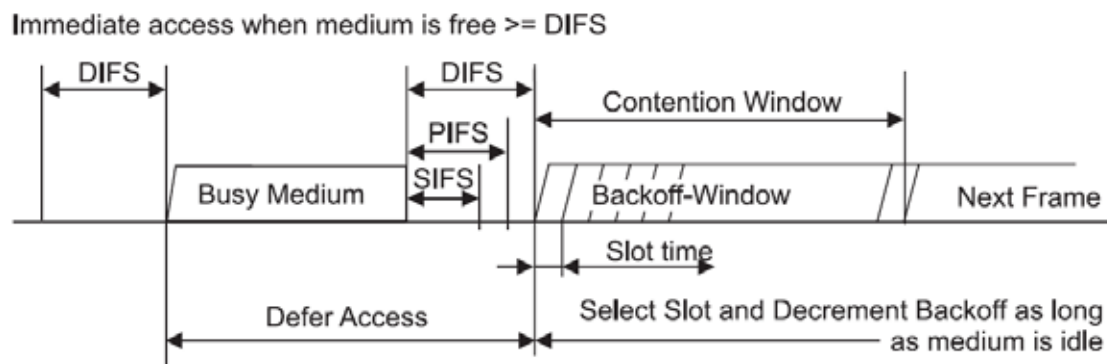 Immediate access when medium is free >= DIFS
DIFS
DIFS
Contention Window
PIFS
SIFS
Busy Medium
Backoff-Window
Next Frame
Slot time
Defer Access
Select Slot and Decrement Backoff as long
as medium is idle